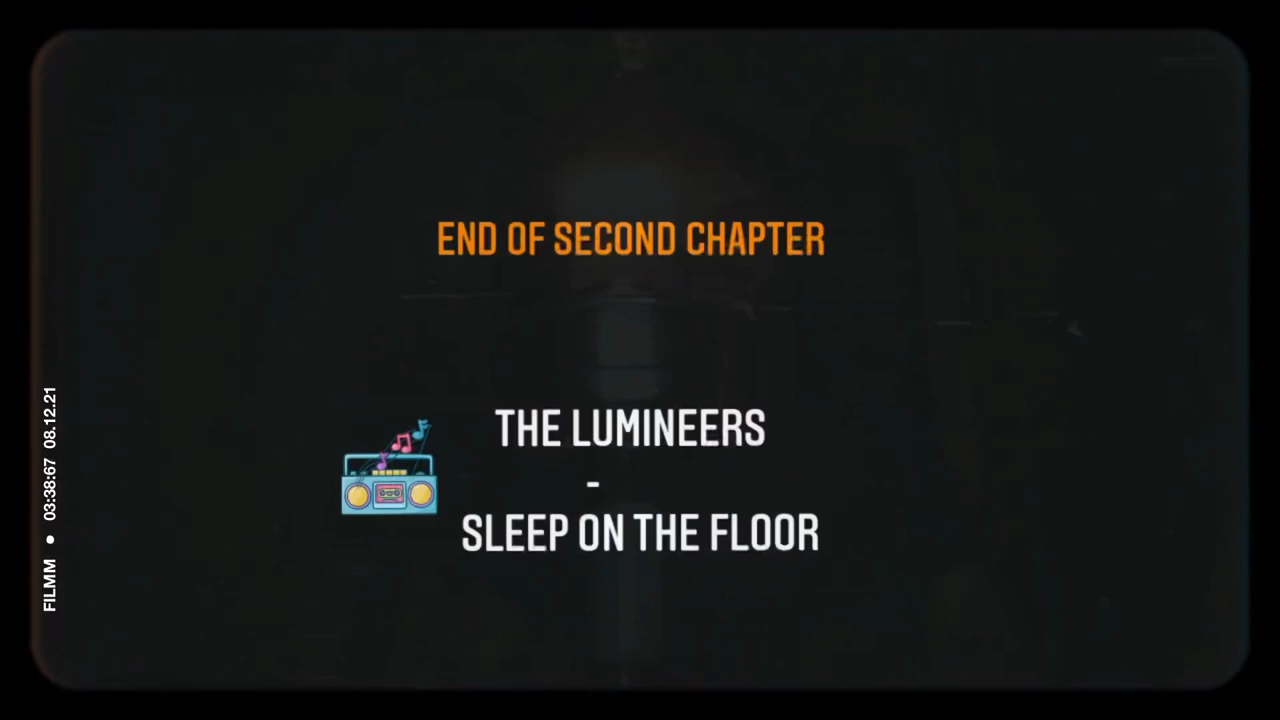 END OF SECOND CHAPTER
THE LUMINEERS
-
SLEEP ON THE FLOOR
FILMM ● 03:38:67 08.12.21